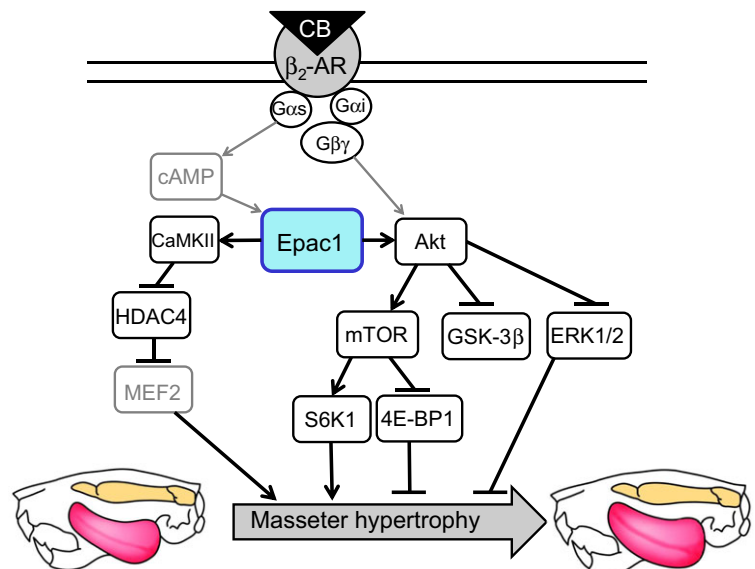 CB
β₂-AR
Gαs
Gαi
Gβγ
cAMP
CaMKII
Epac1
Akt
HDAC4
mTOR
GSK-3β
ERK1/2
MEF2
S6K1
4E-BP1
Masseter hypertrophy